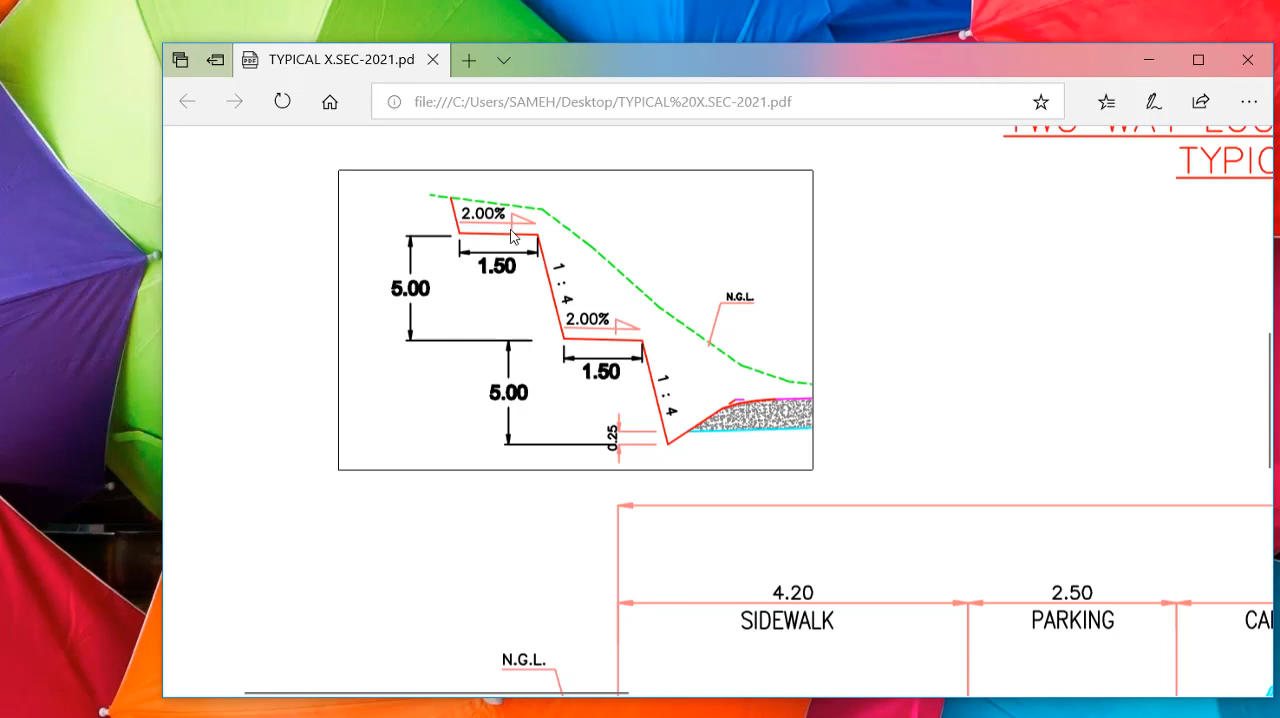 TYPICAL X.SEC-2021.pd
file:///C:/Users/SAMEH/Desktop/TYPICAL%20X.SEC-2021.pdf
TYPIC
2.00%
1.50
5.00
1 : 4
N.G.L.
2.00%
1.50
5.00
1 : 4
0.25
4.20
2.50
SIDEWALK
PARKING
CA
N.G.L.